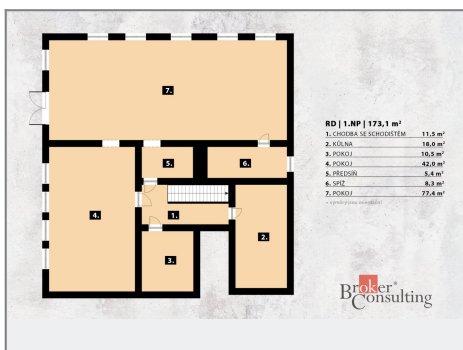 7.
5.
6.
4.
1.
2.
3.
RD | 1.NP | 173,1 m²
1. CHODBA SE SCHODIŠTĚM 11,5 m²
2. KŮLNA 18,0 m²
3. POKOJ 10,5 m²
4. POKOJ 42,0 m²
5. PŘEDSÍŇ 5,4 m²
6. SPÍŽ 8,3 m²
7. POKOJ 77,4 m²
Broker®
Consulting